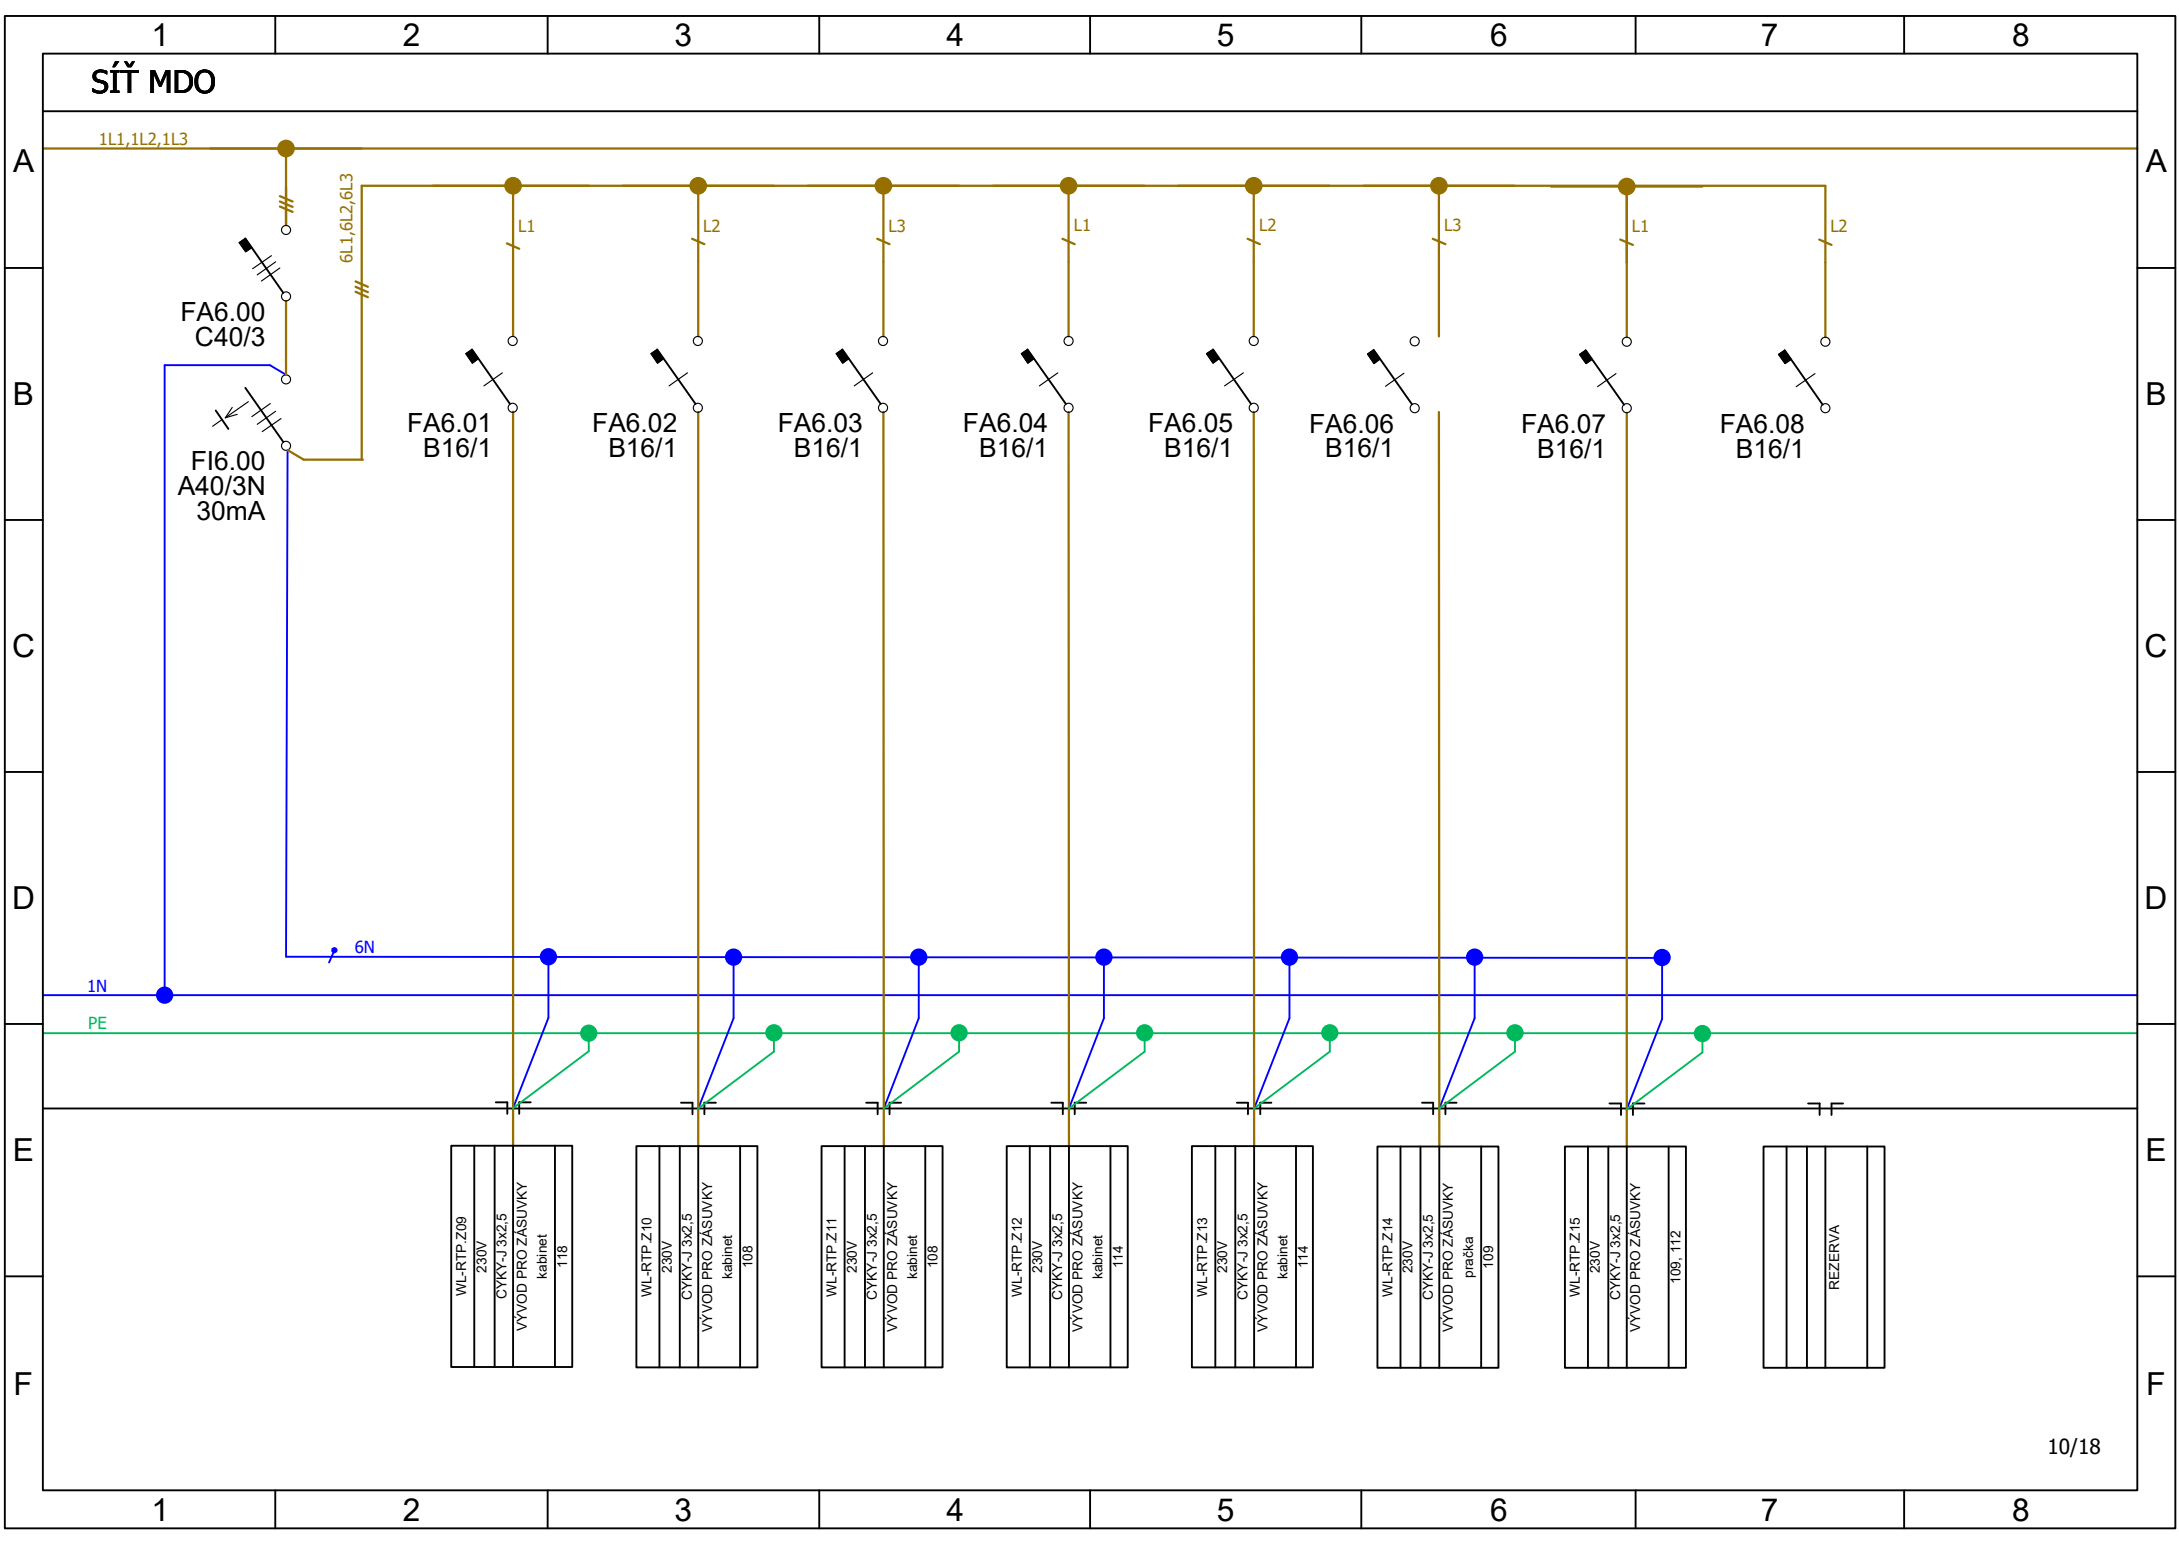 1 2 3 4 5 6 7 8
SÍŤ MDO
A
A
1L1,1L2,1L3
6L1,6L2,6L3
L1
L2
L3
L1
L2
L3
L1
L2
FA6.00
C40/3
B
B
FI6.00
A40/3N
30mA
FA6.01
B16/1
FA6.02
B16/1
FA6.03
B16/1
FA6.04
B16/1
FA6.05
B16/1
FA6.06
B16/1
FA6.07
B16/1
FA6.08
B16/1
C
C
D
D
6N
1N
PE
E
E
WL-RTP.Z09
230V
CYKY-J 3x2,5
VÝVOD PRO ZÁSUVKY
kabinet
118
WL-RTP.Z10
230V
CYKY-J 3x2,5
VÝVOD PRO ZÁSUVKY
kabinet
108
WL-RTP.Z11
230V
CYKY-J 3x2,5
VÝVOD PRO ZÁSUVKY
kabinet
108
WL-RTP.Z12
230V
CYKY-J 3x2,5
VÝVOD PRO ZÁSUVKY
kabinet
114
WL-RTP.Z13
230V
CYKY-J 3x2,5
VÝVOD PRO ZÁSUVKY
kabinet
114
WL-RTP.Z14
230V
CYKY-J 3x2,5
VÝVOD PRO ZÁSUVKY
pračka
109
WL-RTP.Z15
230V
CYKY-J 3x2,5
VÝVOD PRO ZÁSUVKY
109, 112
REZERVA
F
F
10/18
1 2 3 4 5 6 7 8